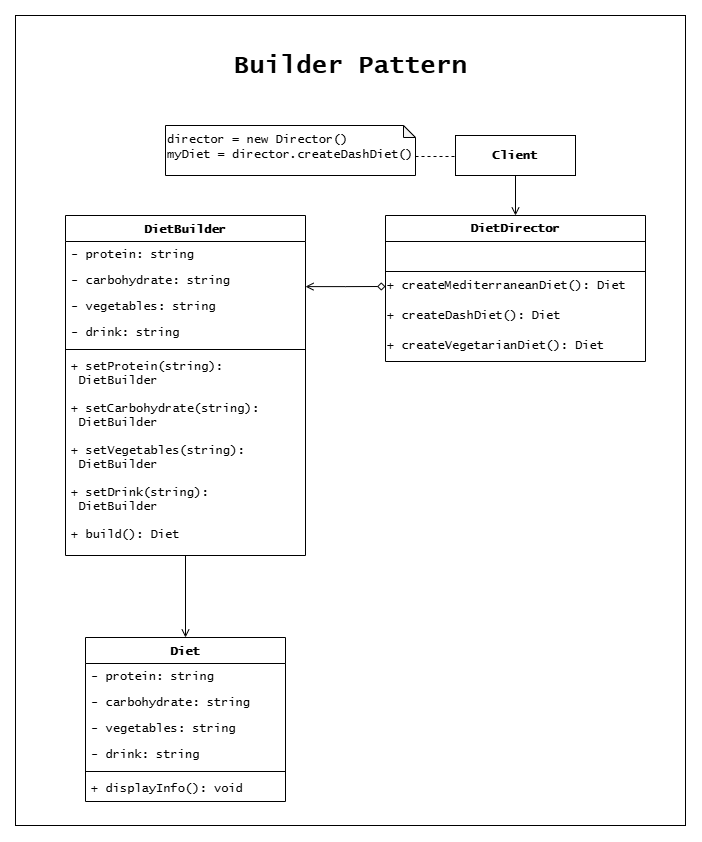 Builder Pattern
director = new Director()
myDiet = director.createDashDiet()
Client
DietBuilder
- protein: string
- carbohydrate: string
- vegetables: string
- drink: string
+ setProtein(string):
DietBuilder
+ setCarbohydrate(string):
DietBuilder
+ setVegetables(string):
DietBuilder
+ setDrink(string):
DietBuilder
+ build(): Diet
DietDirector
+ createMediterraneanDiet(): Diet
+ createDashDiet(): Diet
+ createVegetarianDiet(): Diet
Diet
- protein: string
- carbohydrate: string
- vegetables: string
- drink: string
+ displayInfo(): void